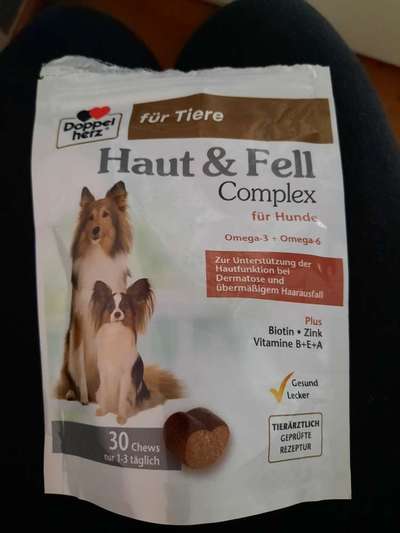 Doppel
herz®
für Tiere
Haut & Fell
Complex
für Hunde
Omega-3 + Omega-6
Zur Unterstützung der
Hautfunktion bei
Dermatose und
übermäßigem Haarausfall
Plus
Biotin • Zink
Vitamine B+E+A
Gesund
Lecker
30 Chews
nur 1-3 täglich
TIERÄRZTLICH
GEPRÜFTE
REZEPTUR